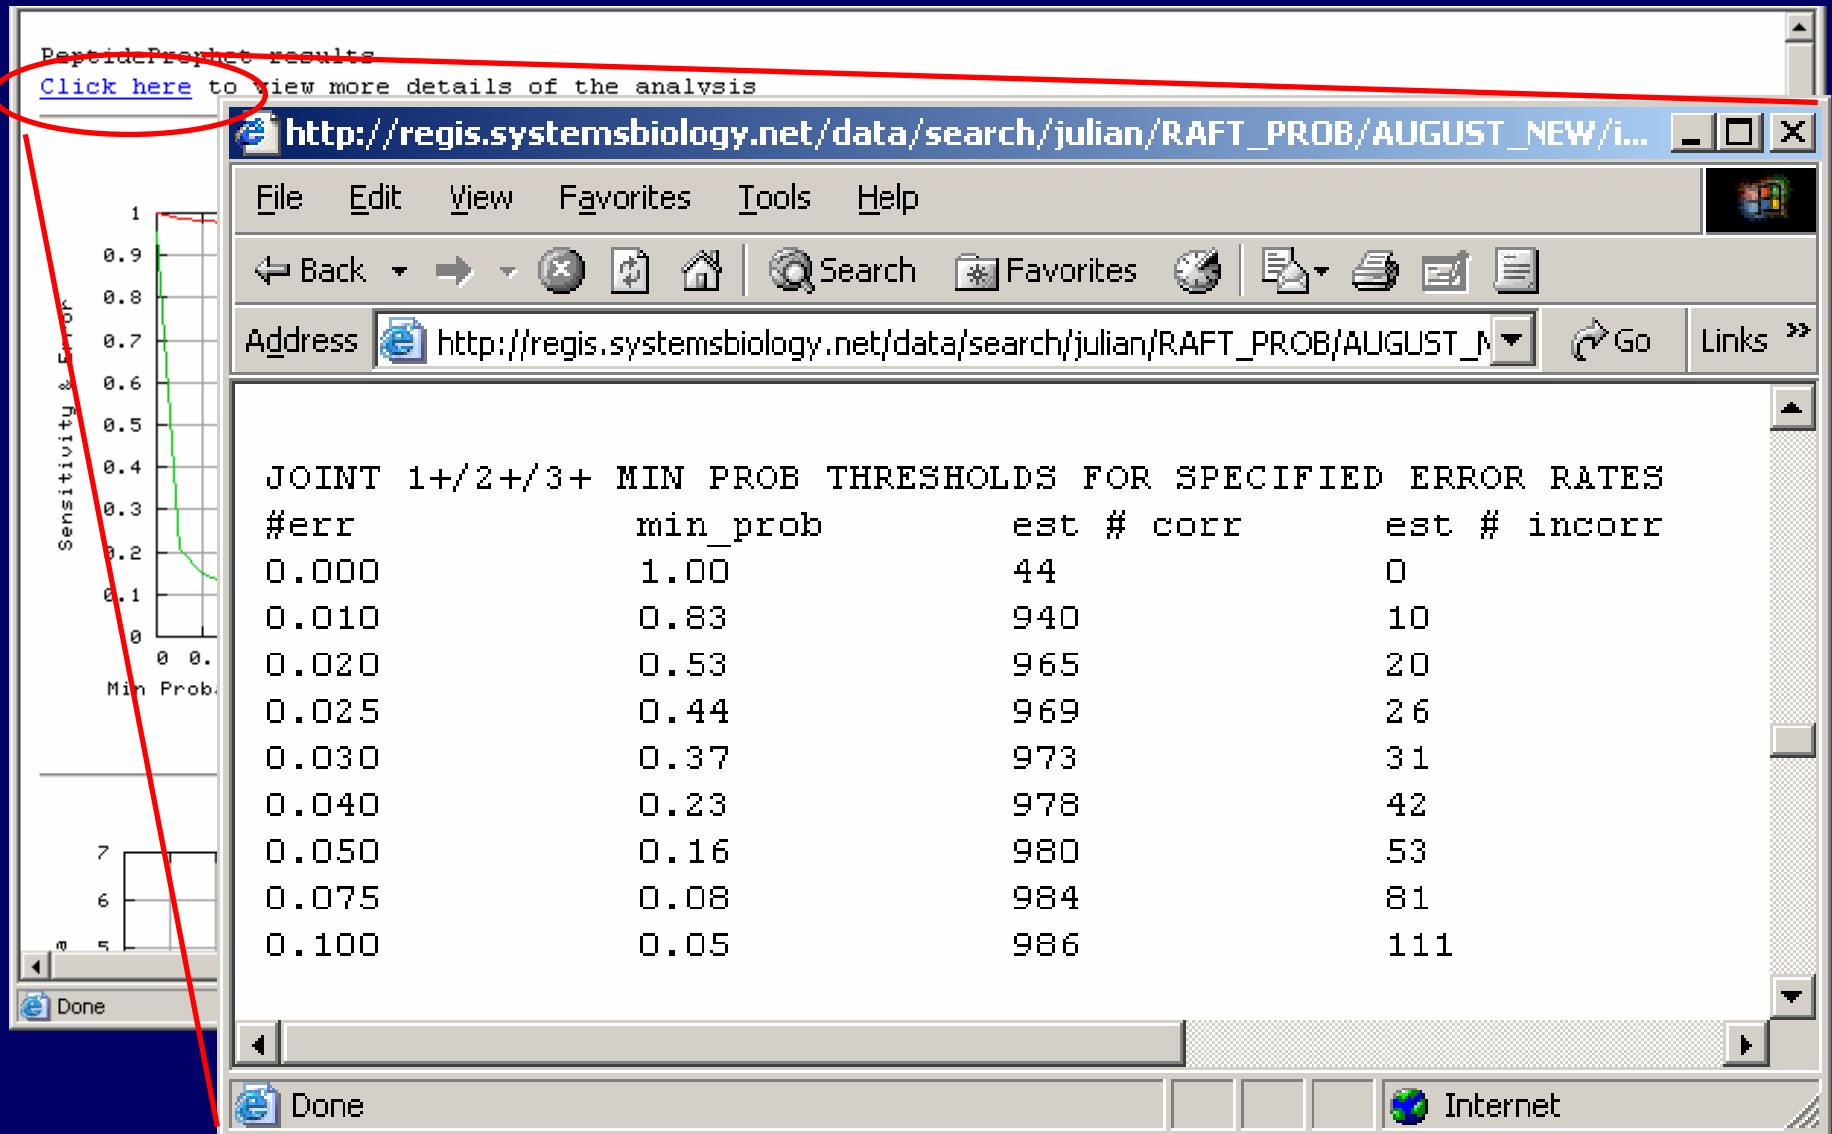 PeptideProphet results
Click here to view more details of the analysis
http://regis.systemsbiology.net/data/search/julian/RAFT_PROB/AUGUST_NEW/i...
File Edit View Favorites Tools Help
Back Search Favorites
Address http://regis.systemsbiology.net/data/search/julian/RAFT_PROB/AUGUST_N Go Links »
JOINT 1+/2+/3+ MIN PROB THRESHOLDS FOR SPECIFIED ERROR RATES
#err min_prob est # corr est # incorr
0.000 1.00 44 0
0.010 0.83 940 10
0.020 0.53 965 20
0.025 0.44 969 26
0.030 0.37 973 31
0.040 0.23 978 42
0.050 0.16 980 53
0.075 0.08 984 81
0.100 0.05 986 111
Done Internet
Sensitivity & Error
1
0.9
0.8
0.7
0.6
0.5
0.4
0.3
0.2
0.1
0
0 0.
Min Proba
7
6
5
Done